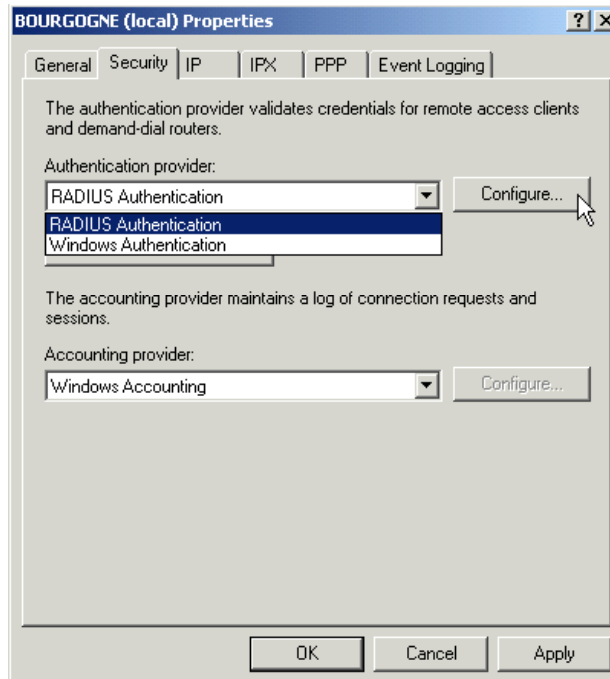 BOURGOGNE (local) Properties
General Security IP IPX PPP Event Logging
The authentication provider validates credentials for remote access clients
and demand-dial routers.
Authentication provider:
RADIUS Authentication Configure...
RADIUS Authentication
Windows Authentication
The accounting provider maintains a log of connection requests and
sessions.
Accounting provider:
Windows Accounting Configure...
OK Cancel Apply